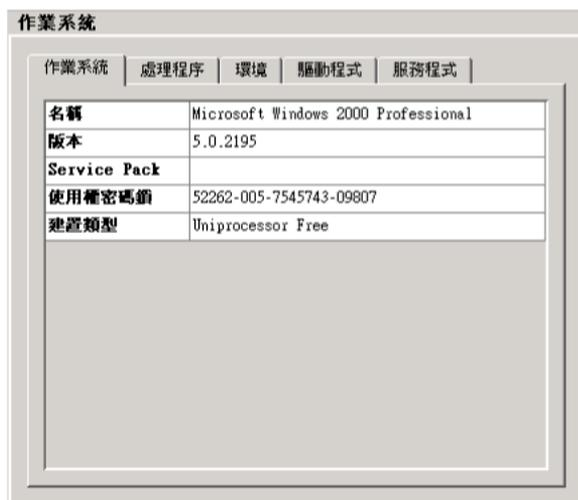 作業系統
作業系統 處理程序 環境 驅動程式 服務程式
名稱 Microsoft Windows 2000 Professional
版本 5.0.2195
Service Pack
使用權密碼鎖 52262-005-7545743-09807
建置類型 Uniprocessor Free